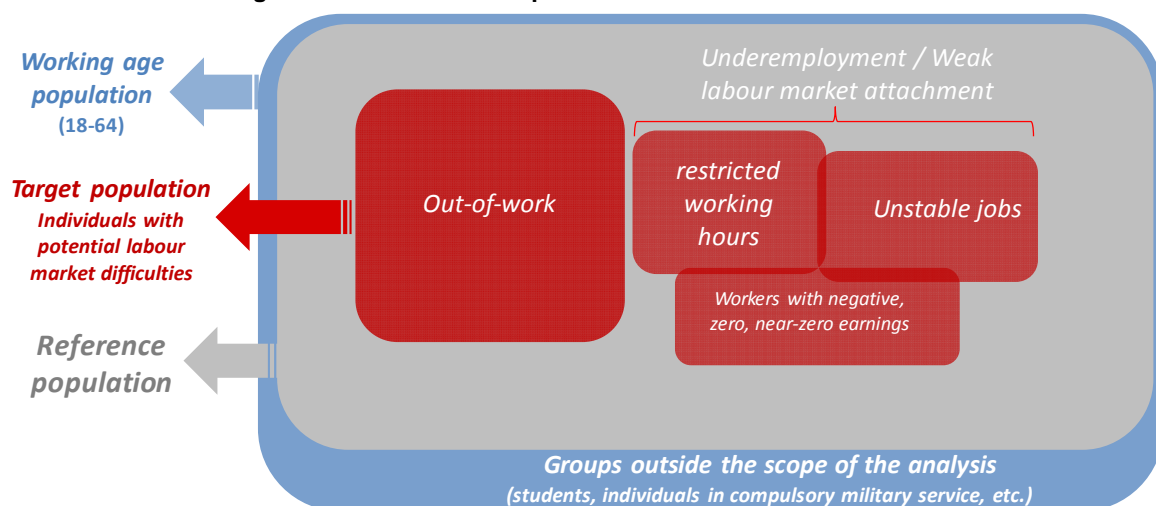 Working age
population
(18-64)
Target population
Individuals with
potential labour
market difficulties
Reference
population
Underemployment / Weak
labour market attachment
Out-of-work
restricted
working
hours
Unstable jobs
Workers with negative,
zero, near-zero earnings
Groups outside the scope of the analysis
(students, individuals in compulsory military service, etc.)